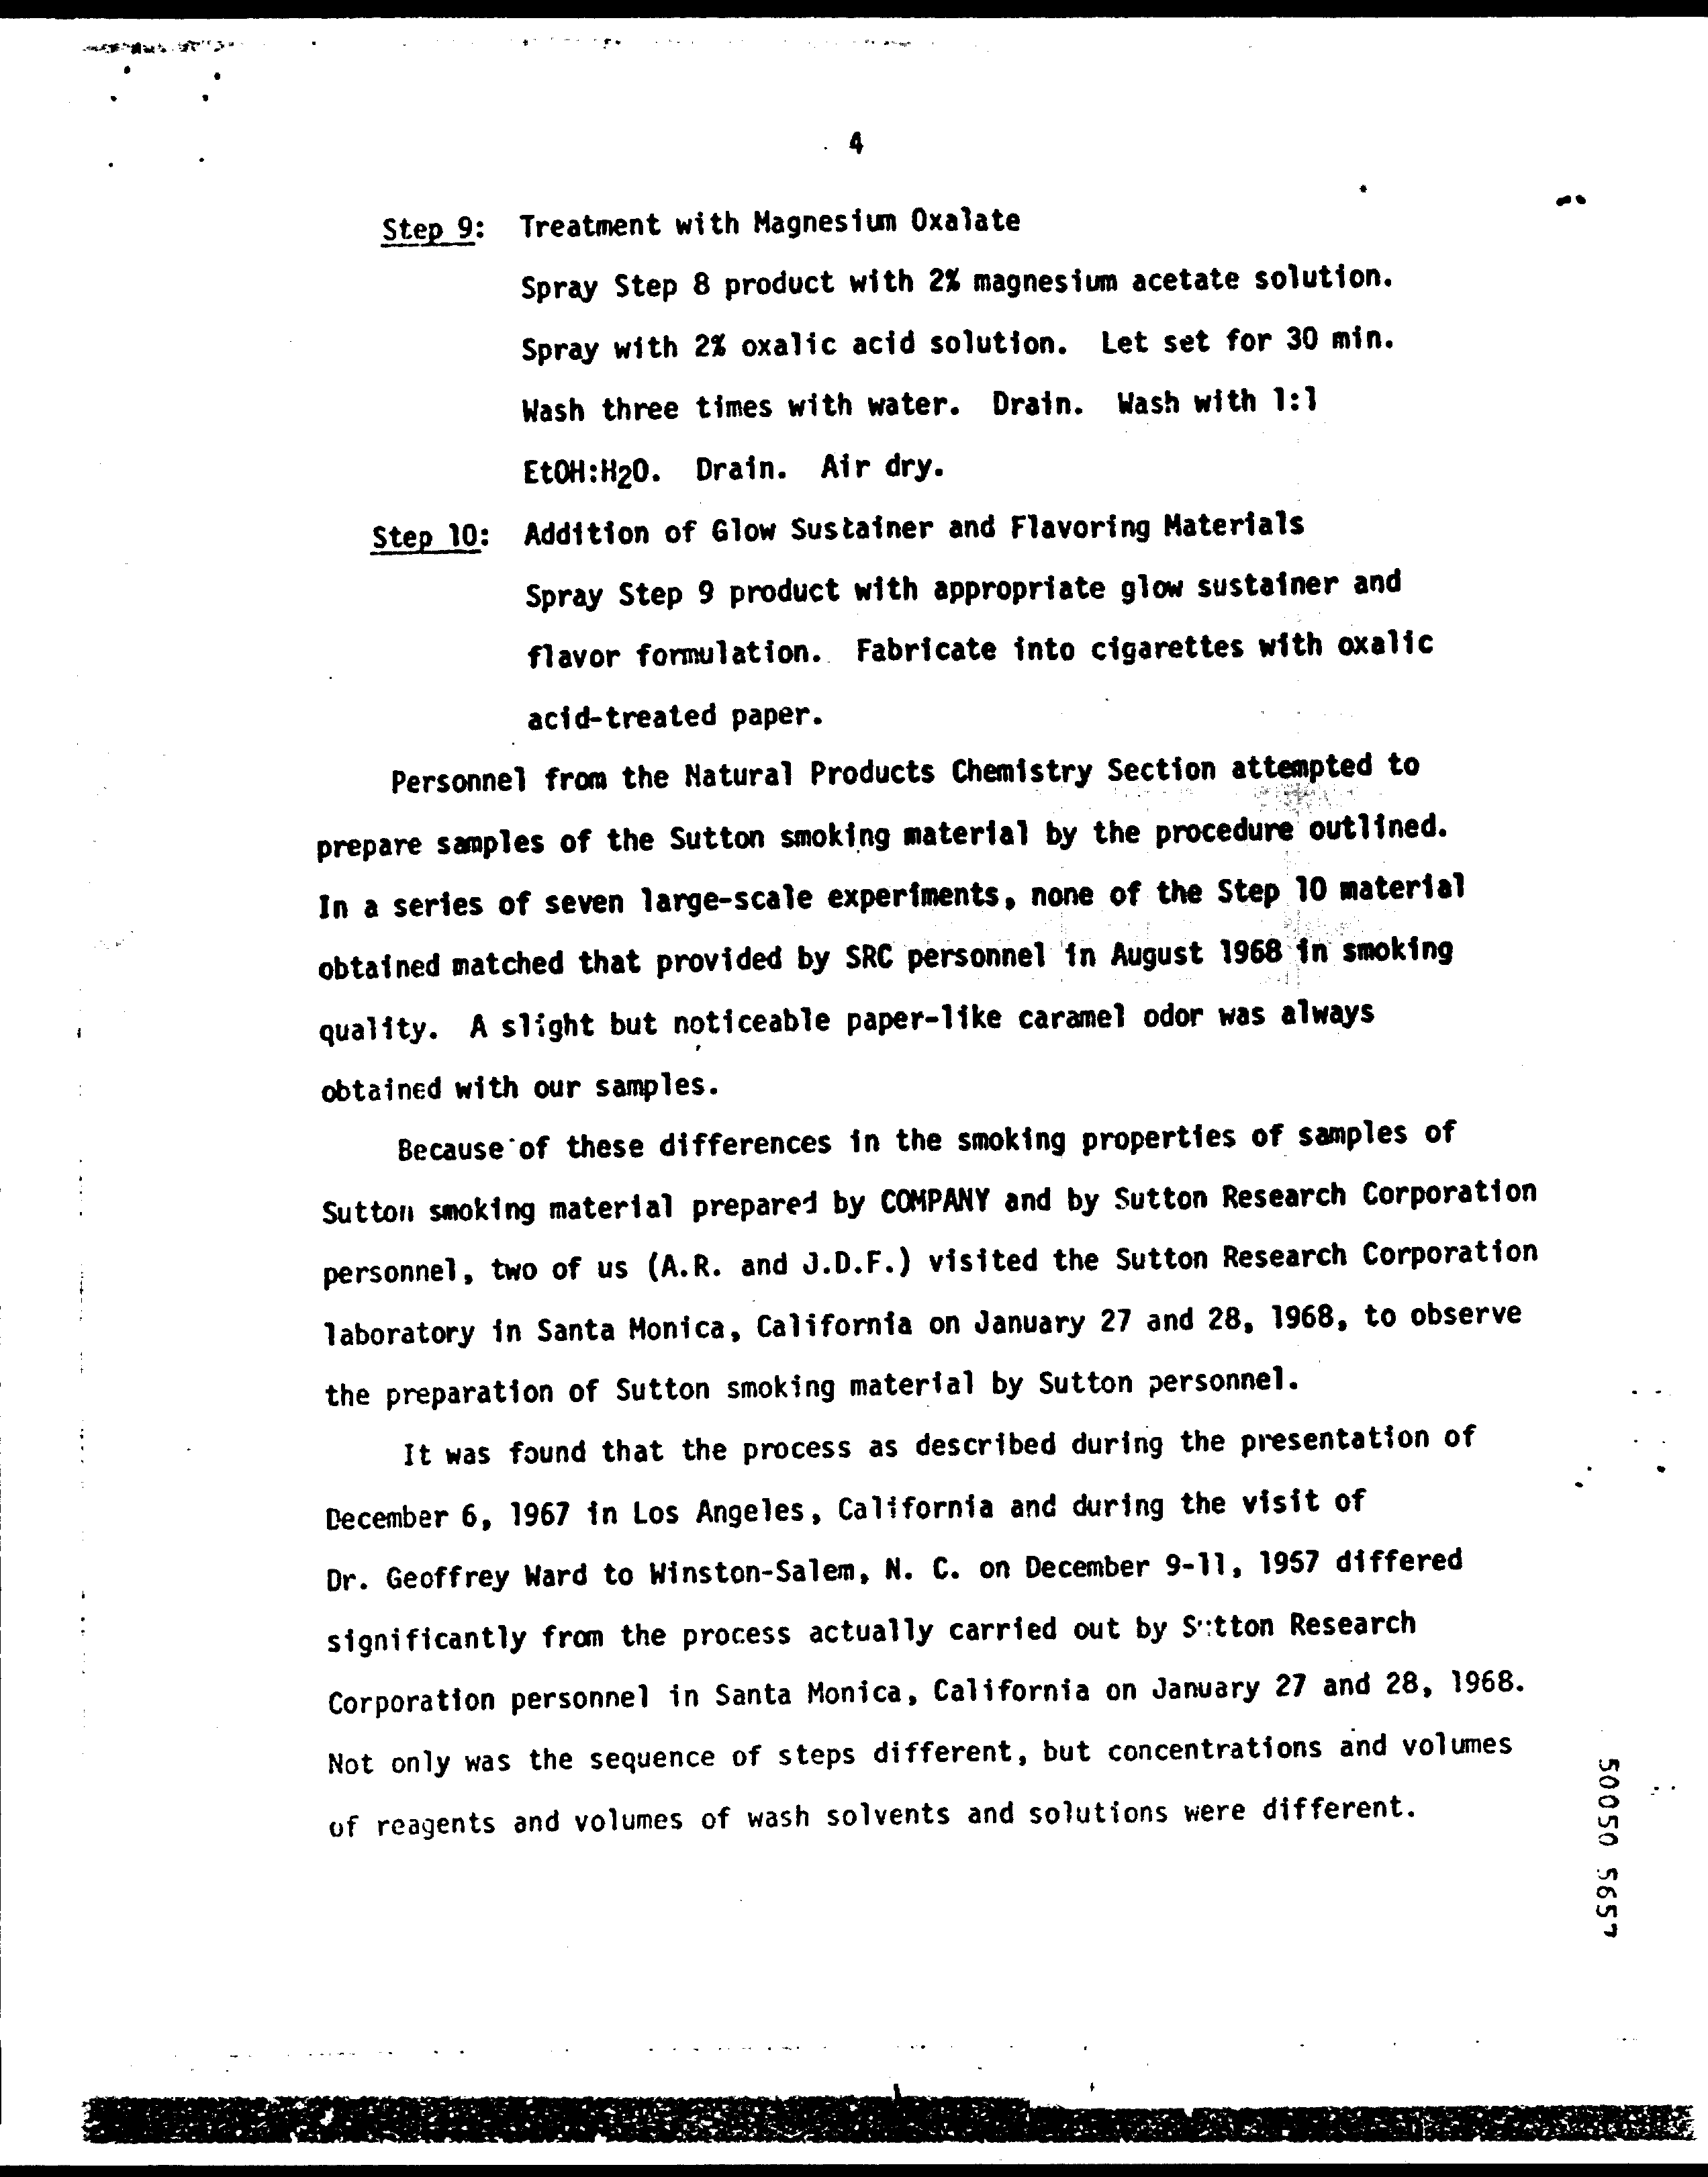 4
Step 9: Treatment with Magnesium Oxalate
Spray Step 8 product with 2% magnesium acetate solution.
Spray with 2% oxalic acid solution. Let set for 30 min.
Wash three times with water. Drain. Wash with 1:1
EtOH:H2O. Drain. Air dry.
Step 10: Addition of Glow Sustainer and Flavoring Materials
Spray Step 9 product with appropriate glow sustainer and
flavor formulation. Fabricate into cigarettes with oxalic
acid-treated paper.
Personnel from the Natural Products Chemistry Section attempted to
prepare samples of the Sutton smoking material by the procedure outlined.
In a series of seven large-scale experiments, none of the Step 10 material
obtained matched that provided by SRC personnel in August 1968 in smoking
quality. A slight but noticeable paper-like caramel odor was always
obtained with our samples.
Because of these differences in the smoking properties of samples of
Sutton smoking material prepared by COMPANY and by Sutton Research Corporation
personnel, two of us (A.R. and J.D.F.) visited the Sutton Research Corporation
laboratory in Santa Monica, California on January 27 and 28, 1968, to observe
the preparation of Sutton smoking material by Sutton personnel.
It was found that the process as described during the presentation of
December 6, 1967 in Los Angeles, California and during the visit of
Dr. Geoffrey Ward to Winston-Salem, N. C. on December 9-11, 1967 differed
significantly from the process actually carried out by Sutton Research
Corporation personnel in Santa Monica, California on January 27 and 28, 1968.
Not only was the sequence of steps different, but concentrations and volumes
of reagents and volumes of wash solvents and solutions were different.
50050 5657